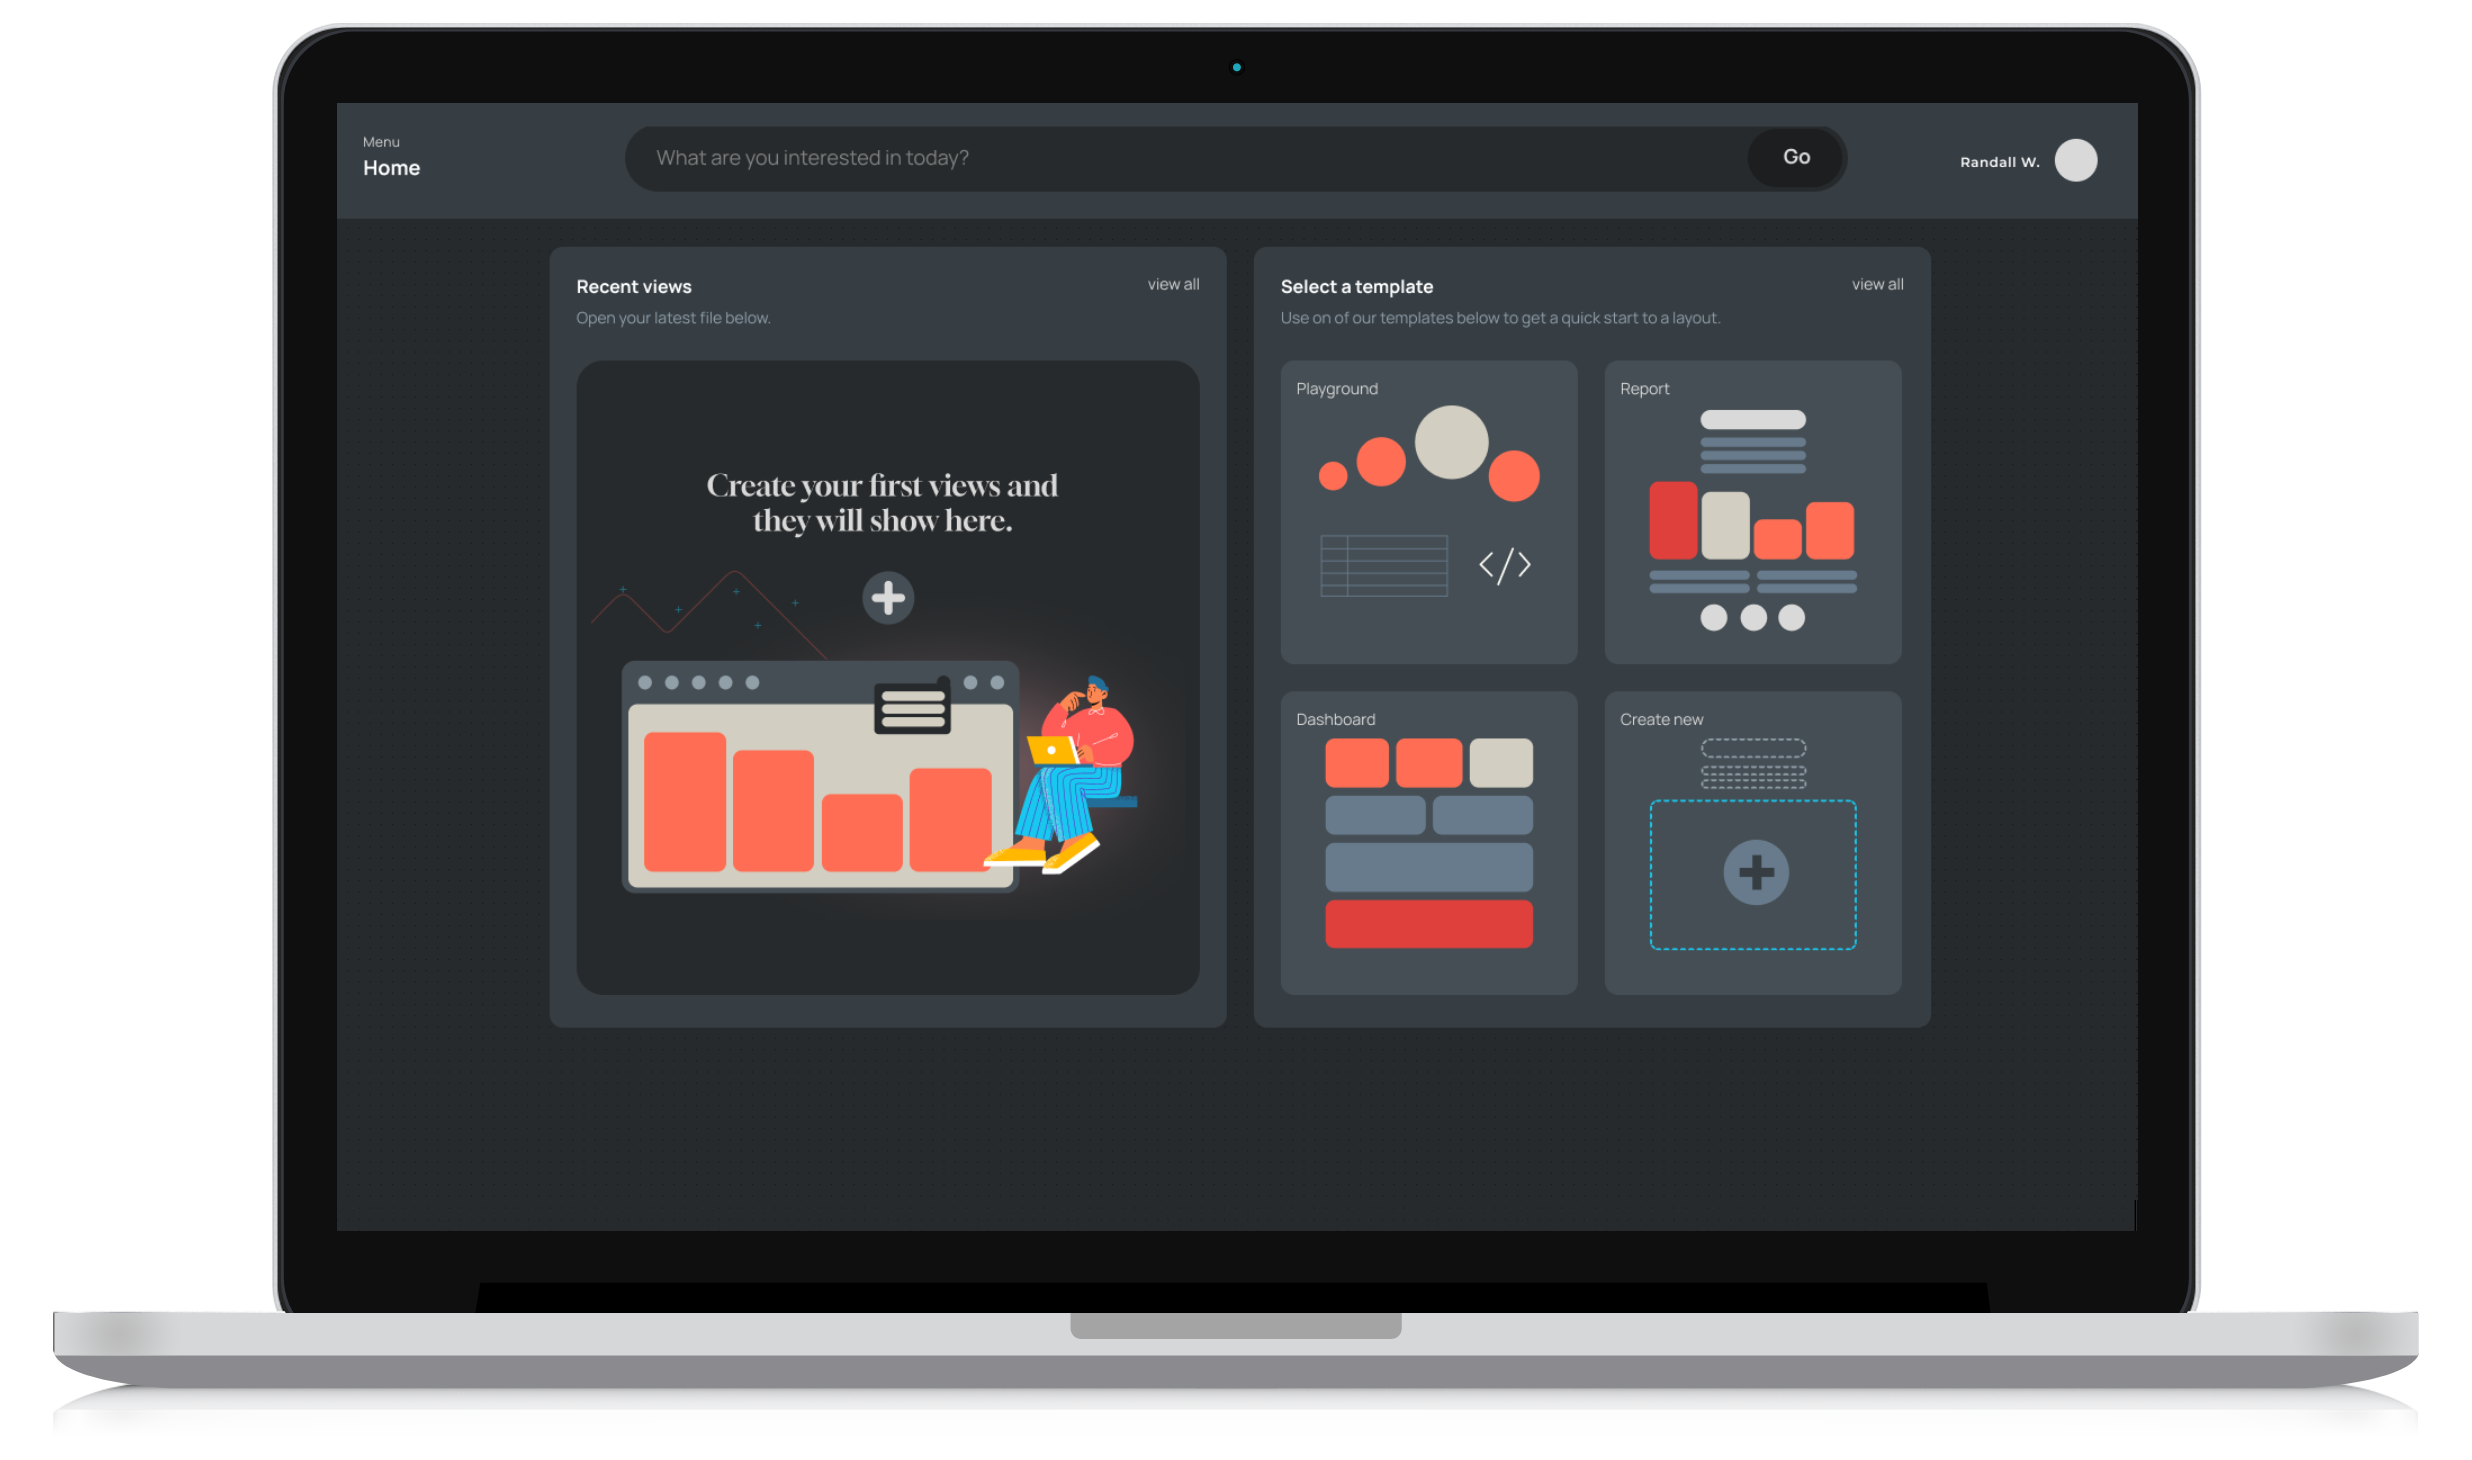 Menu
Home
What are you interested in today?
Go
Randall W.
Recent views
view all
Open your latest file below.
Create your first views and
they will show here.
Select a template
view all
Use on of our templates below to get a quick start to a layout.
Playground
</>
Report
Dashboard
Create new